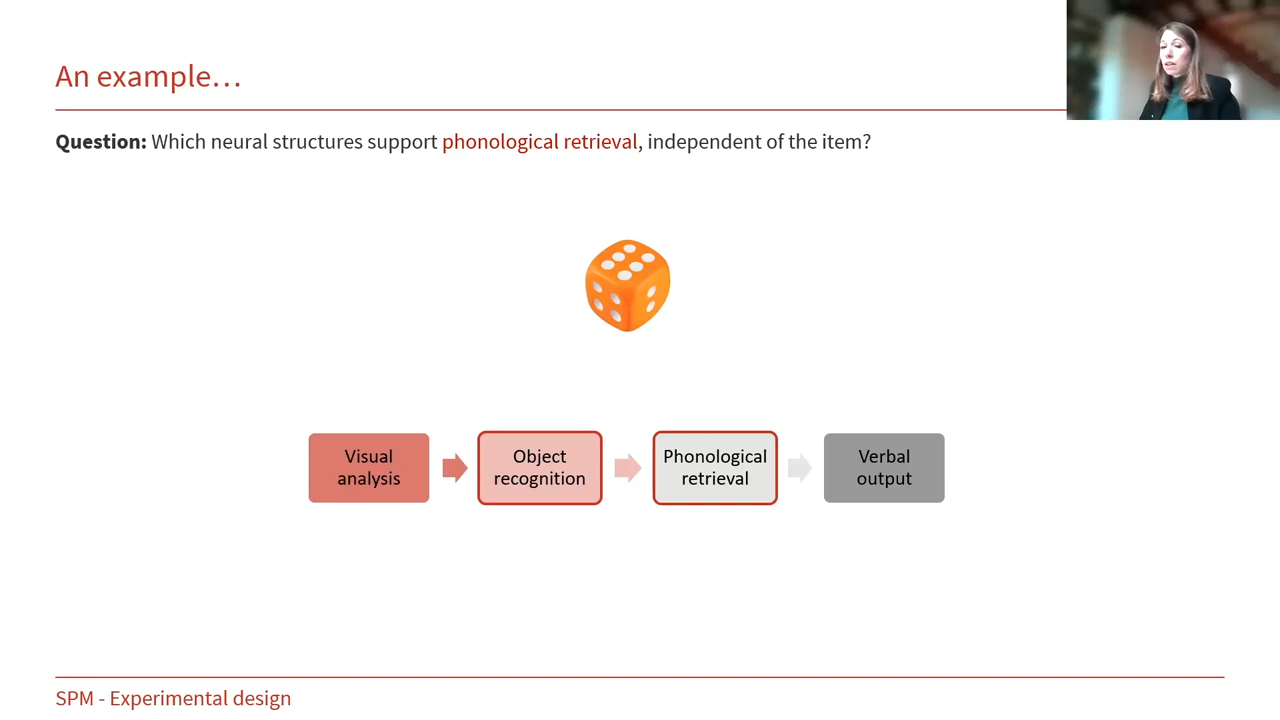 An example…
Question: Which neural structures support phonological retrieval, independent of the item?
Visual
analysis
Object
recognition
Phonological
retrieval
Verbal
output
SPM - Experimental design